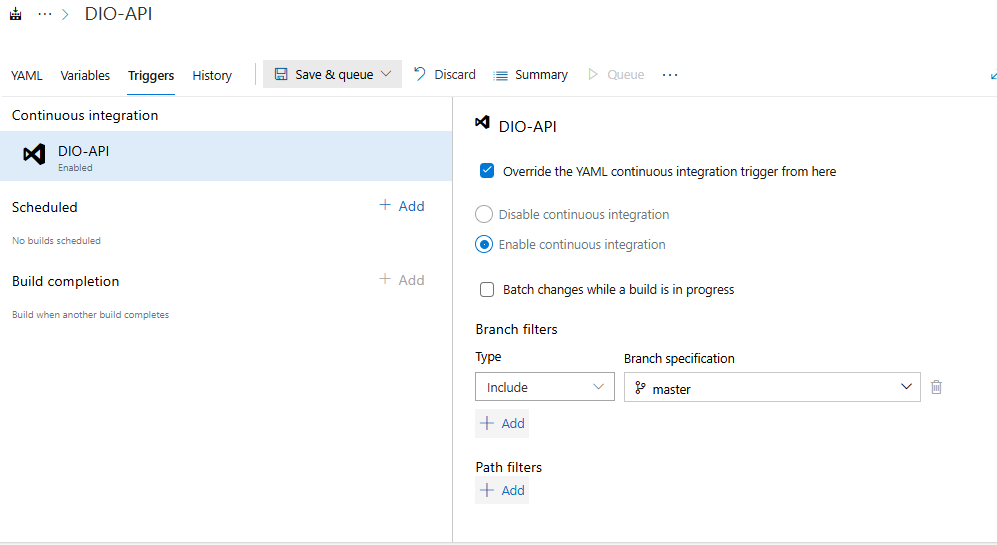 ··· > DIO-API
YAML Variables Triggers History Save & queue Discard Summary Queue ···
Continuous integration
DIO-API
Enabled
Scheduled + Add
No builds scheduled
Build completion + Add
Build when another build completes
DIO-API
Override the YAML continuous integration trigger from here
Disable continuous integration
Enable continuous integration
Batch changes while a build is in progress
Branch filters
Type Branch specification
Include master
+ Add
Path filters
+ Add